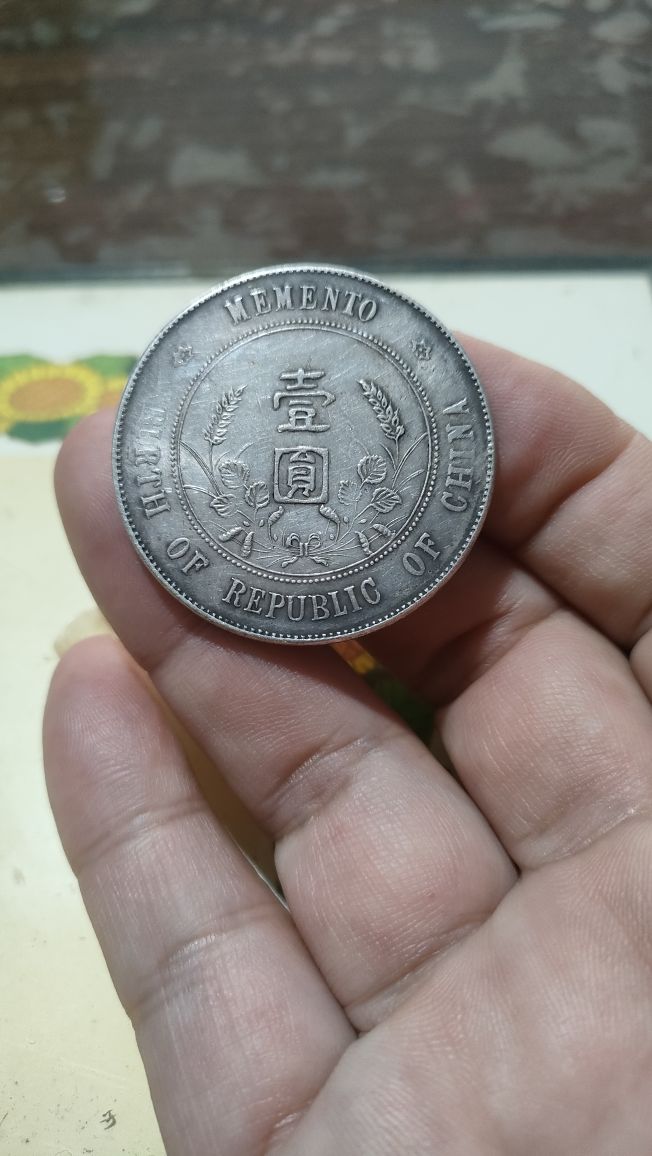 MEMENTO
壹
圓
BIRTH OF REPUBLIC OF CHINA